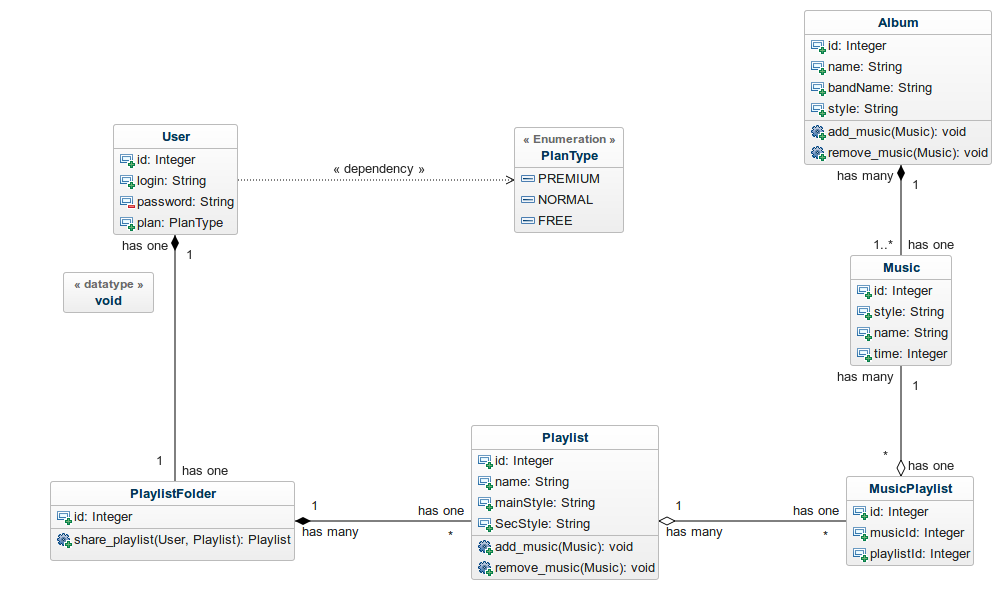 Album
id: Integer
name: String
bandName: String
style: String
add_music(Music): void
remove_music(Music): void
has many
1
User
id: Integer
login: String
password: String
plan: PlanType
has one
1
« dependency »
« Enumeration »
PlanType
PREMIUM
NORMAL
FREE
« datatype »
void
1..*
has one
Music
id: Integer
style: String
name: String
time: Integer
has many
1
1
has one
PlaylistFolder
id: Integer
share_playlist(User, Playlist): Playlist
1
has many
has one
*
Playlist
id: Integer
name: String
mainStyle: String
SecStyle: String
add_music(Music): void
remove_music(Music): void
1
has many
has one
*
*
has one
MusicPlaylist
id: Integer
musicId: Integer
playlistId: Integer